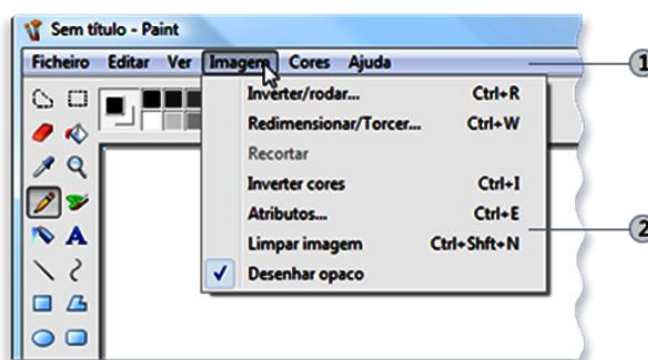 Sem título - Paint
Ficheiro Editar Ver Imagem Cores Ajuda
1
Inverter/rodar... Ctrl+R
Redimensionar/Torcer... Ctrl+W
Recortar
Inverter cores Ctrl+I
Atributos... Ctrl+E
Limpar imagem Ctrl+Shft+N
2
Desenhar opaco
A